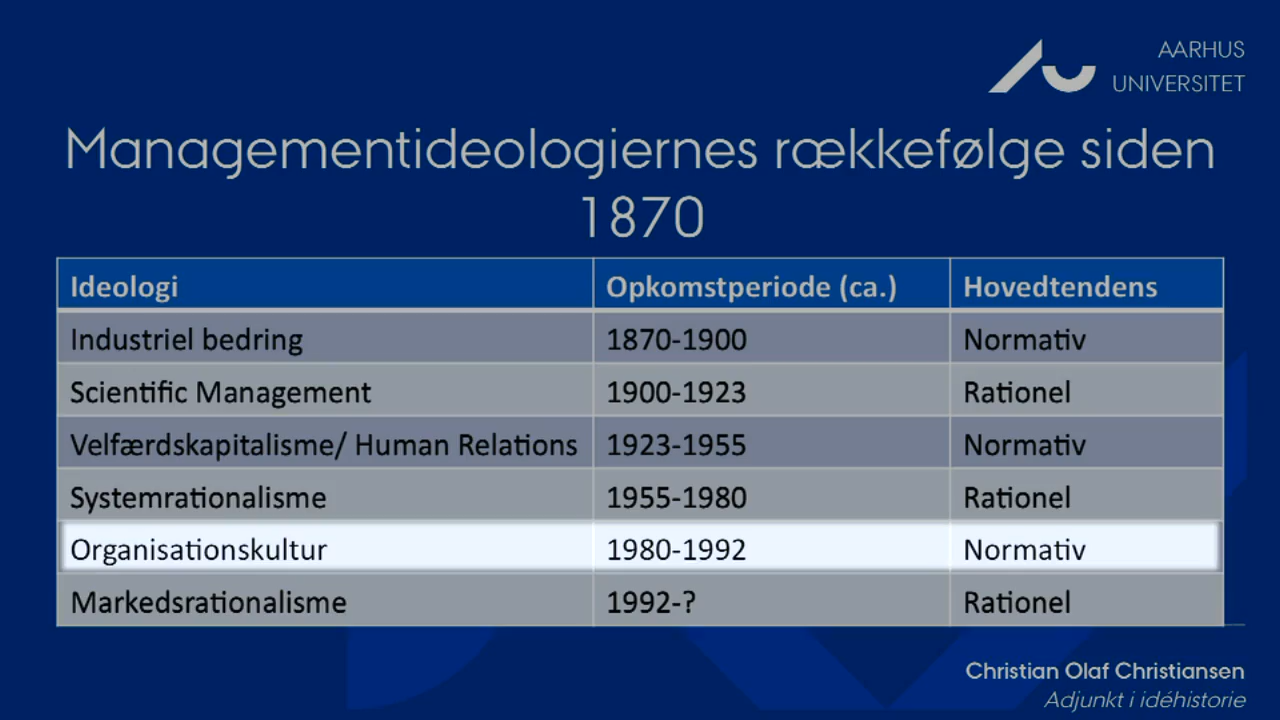 AARHUS
UNIVERSITET
Managementideologiernes rækkefølge siden
1870
Ideologi Opkomstperiode (ca.) Hovedtendens
Industriel bedring 1870-1900 Normativ
Scientific Management 1900-1923 Rationel
Velfærdskapitalisme/ Human Relations 1923-1955 Normativ
Systemrationalisme 1955-1980 Rationel
Organisationskultur 1980-1992 Normativ
Markedsrationalisme 1992-? Rationel
Christian Olaf Christiansen
Adjunkt i idéhistorie